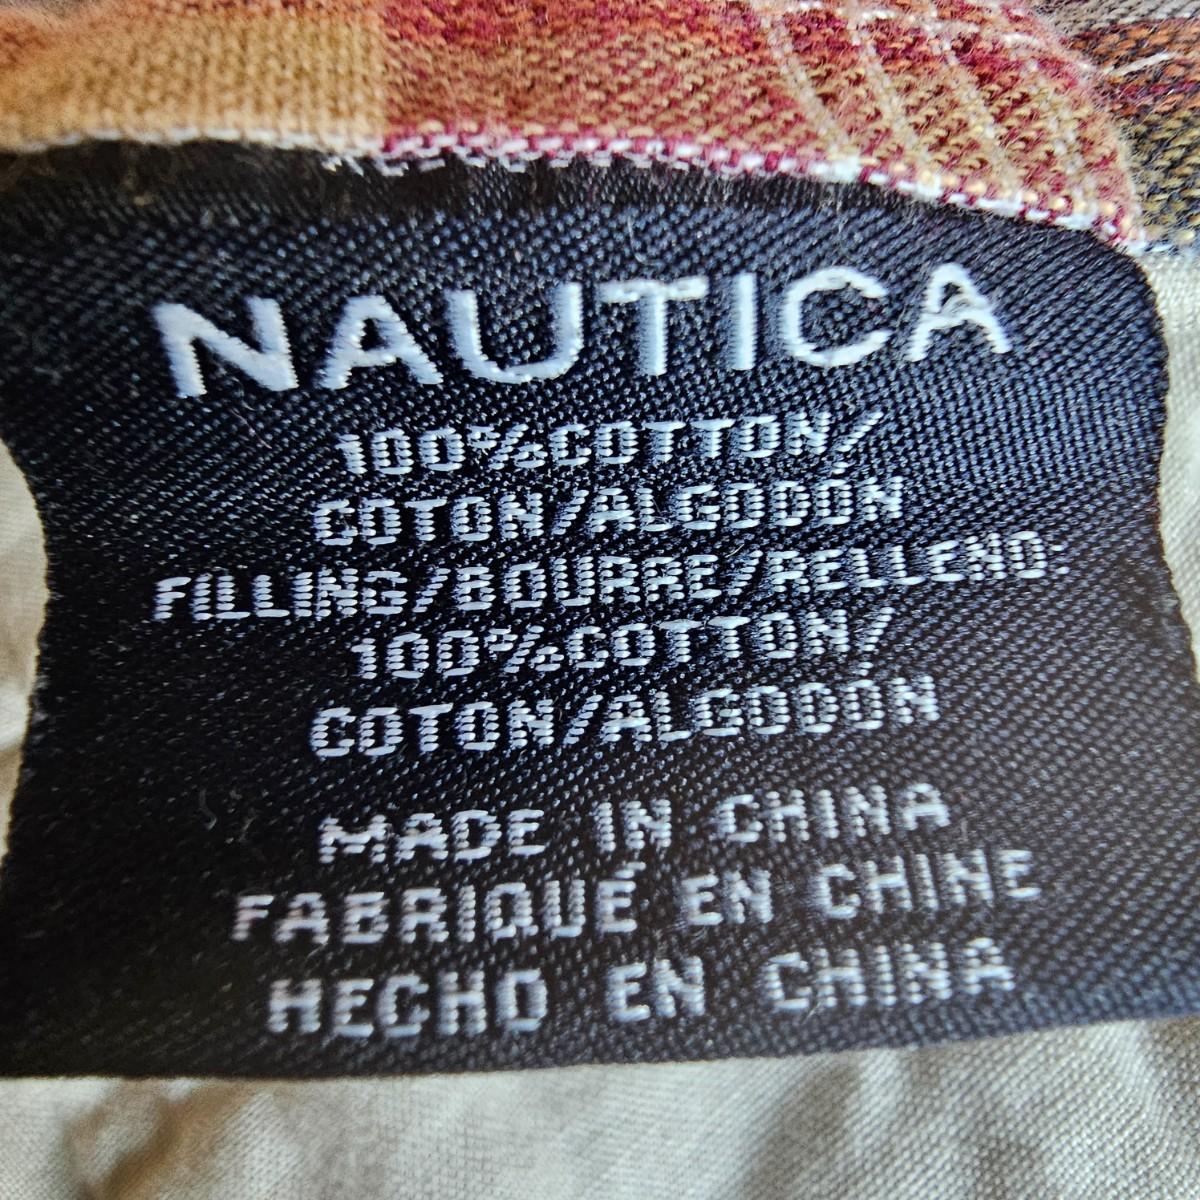 NAUTICA
100%COTTON/
COTON/ALGODÓN
FILLING/BOURRE/RELLENO:
100%COTTON/
COTON/ALGODÓN
MADE IN CHINA
FABRIQUÉ EN CHINE
HECHO EN CHINA